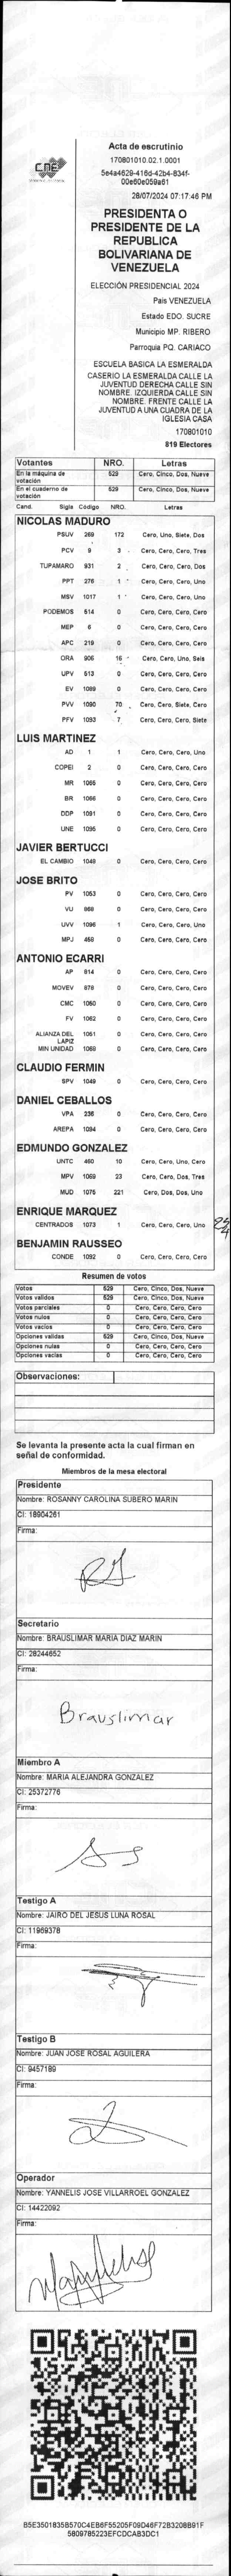 CNE
Acta de escrutinio
170801010.02.1.0001
5e4a4629-416d-42b4-834f-
00e60e059a61
28/07/2024 07:17:46 PM
PRESIDENTA O
PRESIDENTE DE LA
REPUBLICA
BOLIVARIANA DE
VENEZUELA
ELECCIÓN PRESIDENCIAL 2024
Pais VENEZUELA
Estado EDO. SUCRE
Municipio MP. RIBERO
Parroquia PQ. CARIACO
ESCUELA BASICA LA ESMERALDA
CASERIO LA ESMERALDA CALLE LA
JUVENTUD DERECHA CALLE SIN
NOMBRE. IZQUIERDA CALLE SIN
NOMBRE. FRENTE CALLE LA
JUVENTUD A UNA CUADRA DE LA
IGLESIA CASA
170801010
819 Electores
Votantes NRO. Letras
En la máquina de votación 529 Cero, Cinco, Dos, Nueve
En el cuaderno de votación 529 Cero, Cinco, Dos, Nueve
Cand. Sigla Código NRO. Letras
NICOLAS MADURO
PSUV 269 172 Cero, Uno, Siete, Dos
PCV 9 3 Cero, Cero, Cero, Tres
TUPAMARO 931 2 Cero, Cero, Cero, Dos
PPT 276 1 Cero, Cero, Cero, Uno
MSV 1017 1 Cero, Cero, Cero, Uno
PODEMOS 514 0 Cero, Cero, Cero, Cero
MEP 6 0 Cero, Cero, Cero, Cero
APC 219 0 Cero, Cero, Cero, Cero
ORA 906 16 Cero, Cero, Uno, Seis
UPV 513 0 Cero, Cero, Cero, Cero
EV 1089 0 Cero, Cero, Cero, Cero
PVV 1090 70 Cero, Cero, Siete, Cero
PFV 1093 7 Cero, Cero, Cero, Siete
LUIS MARTINEZ
AD 1 1 Cero, Cero, Cero, Uno
COPEI 2 0 Cero, Cero, Cero, Cero
MR 1065 0 Cero, Cero, Cero, Cero
BR 1066 0 Cero, Cero, Cero, Cero
DDP 1091 0 Cero, Cero, Cero, Cero
UNE 1095 0 Cero, Cero, Cero, Cero
JAVIER BERTUCCI
EL CAMBIO 1048 0 Cero, Cero, Cero, Cero
JOSE BRITO
PV 1053 0 Cero, Cero, Cero, Cero
VU 868 0 Cero, Cero, Cero, Cero
UVV 1096 1 Cero, Cero, Cero, Uno
MPJ 458 0 Cero, Cero, Cero, Cero
ANTONIO ECARRI
AP 814 0 Cero, Cero, Cero, Cero
MOVEV 878 0 Cero, Cero, Cero, Cero
CMC 1050 0 Cero, Cero, Cero, Cero
FV 1062 0 Cero, Cero, Cero, Cero
ALIANZA DEL LAPIZ 1051 0 Cero, Cero, Cero, Cero
MIN UNIDAD 1068 0 Cero, Cero, Cero, Cero
CLAUDIO FERMIN
SPV 1049 0 Cero, Cero, Cero, Cero
DANIEL CEBALLOS
VPA 236 0 Cero, Cero, Cero, Cero
AREPA 1094 0 Cero, Cero, Cero, Cero
EDMUNDO GONZALEZ
UNTC 460 10 Cero, Cero, Uno, Cero
MPV 1069 23 Cero, Cero, Dos, Tres
MUD 1075 221 Cero, Dos, Dos, Uno
ENRIQUE MARQUEZ
CENTRADOS 1073 1 Cero, Cero, Cero, Uno
BENJAMIN RAUSSEO
CONDE 1092 0 Cero, Cero, Cero, Cero
Resumen de votos
Votos 529 Cero, Cinco, Dos, Nueve
Votos validos 529 Cero, Cinco, Dos, Nueve
Votos parciales 0 Cero, Cero, Cero, Cero
Votos nulos 0 Cero, Cero, Cero, Cero
Votos vacios 0 Cero, Cero, Cero, Cero
Opciones validas 529 Cero, Cinco, Dos, Nueve
Opciones nulas 0 Cero, Cero, Cero, Cero
Opciones vacias 0 Cero, Cero, Cero, Cero
Observaciones:
Se levanta la presente acta la cual firman en
señal de conformidad.
Miembros de la mesa electoral
Presidente
Nombre: ROSANNY CAROLINA SUBERO MARIN
CI: 18904261
Firma:
Secretario
Nombre: BRAUSLIMAR MARIA DIAZ MARIN
CI: 28244652
Firma:
Brauslimar
Miembro A
Nombre: MARIA ALEJANDRA GONZALEZ
CI: 25372776
Firma:
Testigo A
Nombre: JAIRO DEL JESUS LUNA ROSAL
CI: 11969378
Firma:
Testigo B
Nombre: JUAN JOSE ROSAL AGUILERA
CI: 9457189
Firma:
Operador
Nombre: YANNELIS JOSE VILLARROEL GONZALEZ
CI: 14422092
Firma:
B5E3501835B570C4EB6F55205F09D46F72B3208B91F
5809785223EFCDCAB3DC1